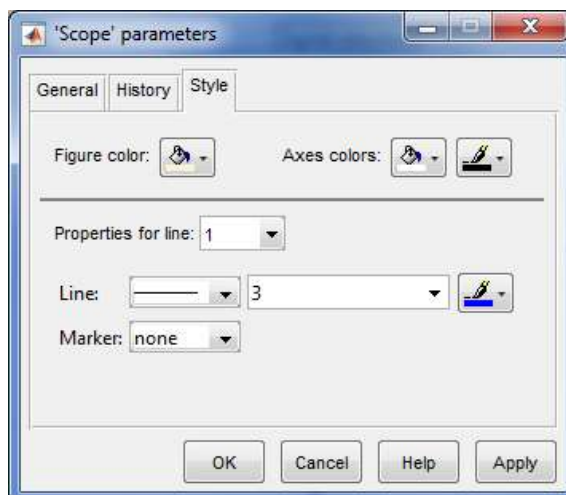 'Scope' parameters
General History Style
Figure color: Axes colors:
Properties for line: 1
Line: 3
Marker: none
OK Cancel Help Apply